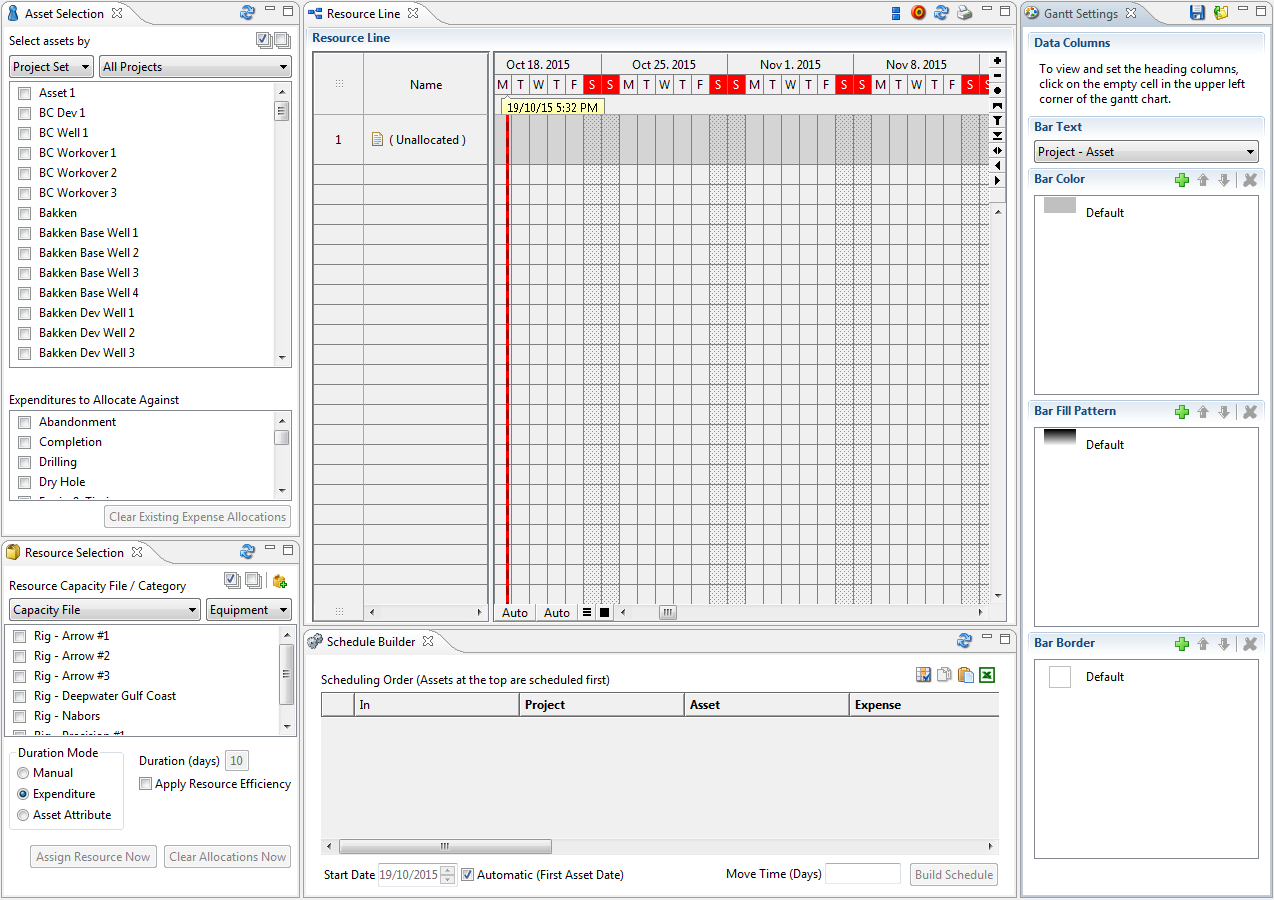 Asset Selection
Select assets by
Project Set
All Projects
Asset 1
BC Dev 1
BC Well 1
BC Workover 1
BC Workover 2
BC Workover 3
Bakken
Bakken Base Well 1
Bakken Base Well 2
Bakken Base Well 3
Bakken Base Well 4
Bakken Dev Well 1
Bakken Dev Well 2
Bakken Dev Well 3
Expenditures to Allocate Against
Abandonment
Completion
Drilling
Dry Hole
Clear Existing Expense Allocations
Resource Selection
Resource Capacity File / Category
Capacity File
Equipment
Rig - Arrow #1
Rig - Arrow #2
Rig - Arrow #3
Rig - Deepwater Gulf Coast
Rig - Nabors
Rig - Precision #1
Duration Mode
Manual
Expenditure
Asset Attribute
Duration (days) 10
Apply Resource Efficiency
Assign Resource Now
Clear Allocations Now
Resource Line
Resource Line
Name
Oct 18. 2015 Oct 25. 2015 Nov 1. 2015 Nov 8. 2015
M T W T F S S M T W T F S S M T W T F S S M T W T F S S
19/10/15 5:32 PM
1 ( Unallocated )
Auto Auto
Schedule Builder
Scheduling Order (Assets at the top are scheduled first)
In Project Asset Expense
Start Date 19/10/2015 Automatic (First Asset Date) Move Time (Days) Build Schedule
Gantt Settings
Data Columns
To view and set the heading columns,
click on the empty cell in the upper left
corner of the gantt chart.
Bar Text
Project - Asset
Bar Color
Default
Bar Fill Pattern
Default
Bar Border
Default